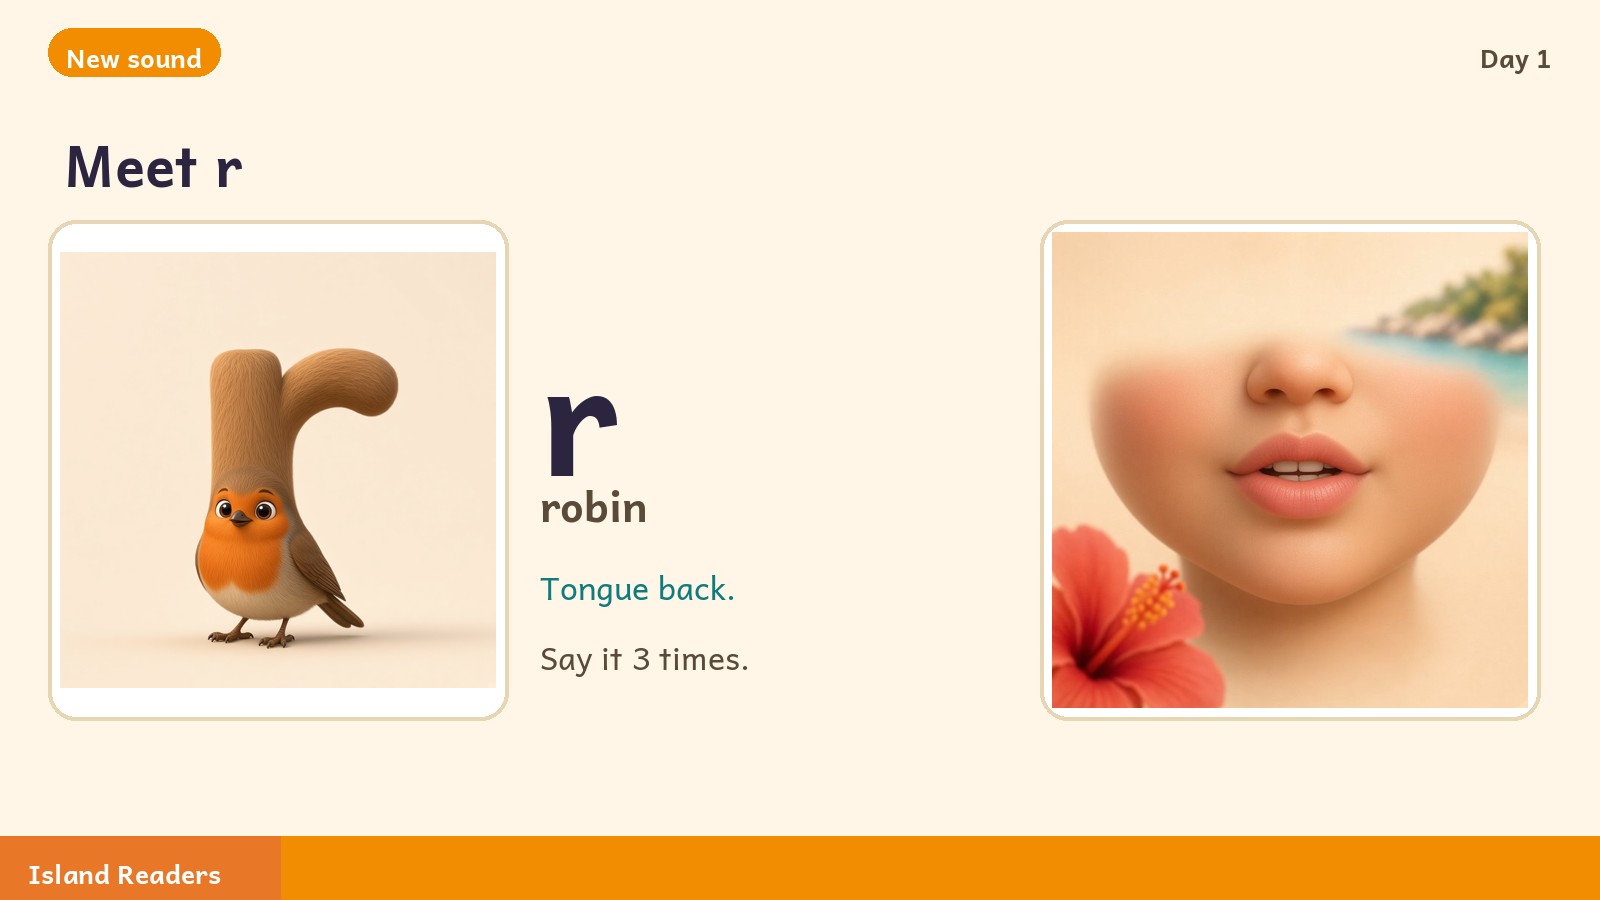 New sound
Day 1
Meet r
r
robin
Tongue back.
Say it 3 times.
Island Readers